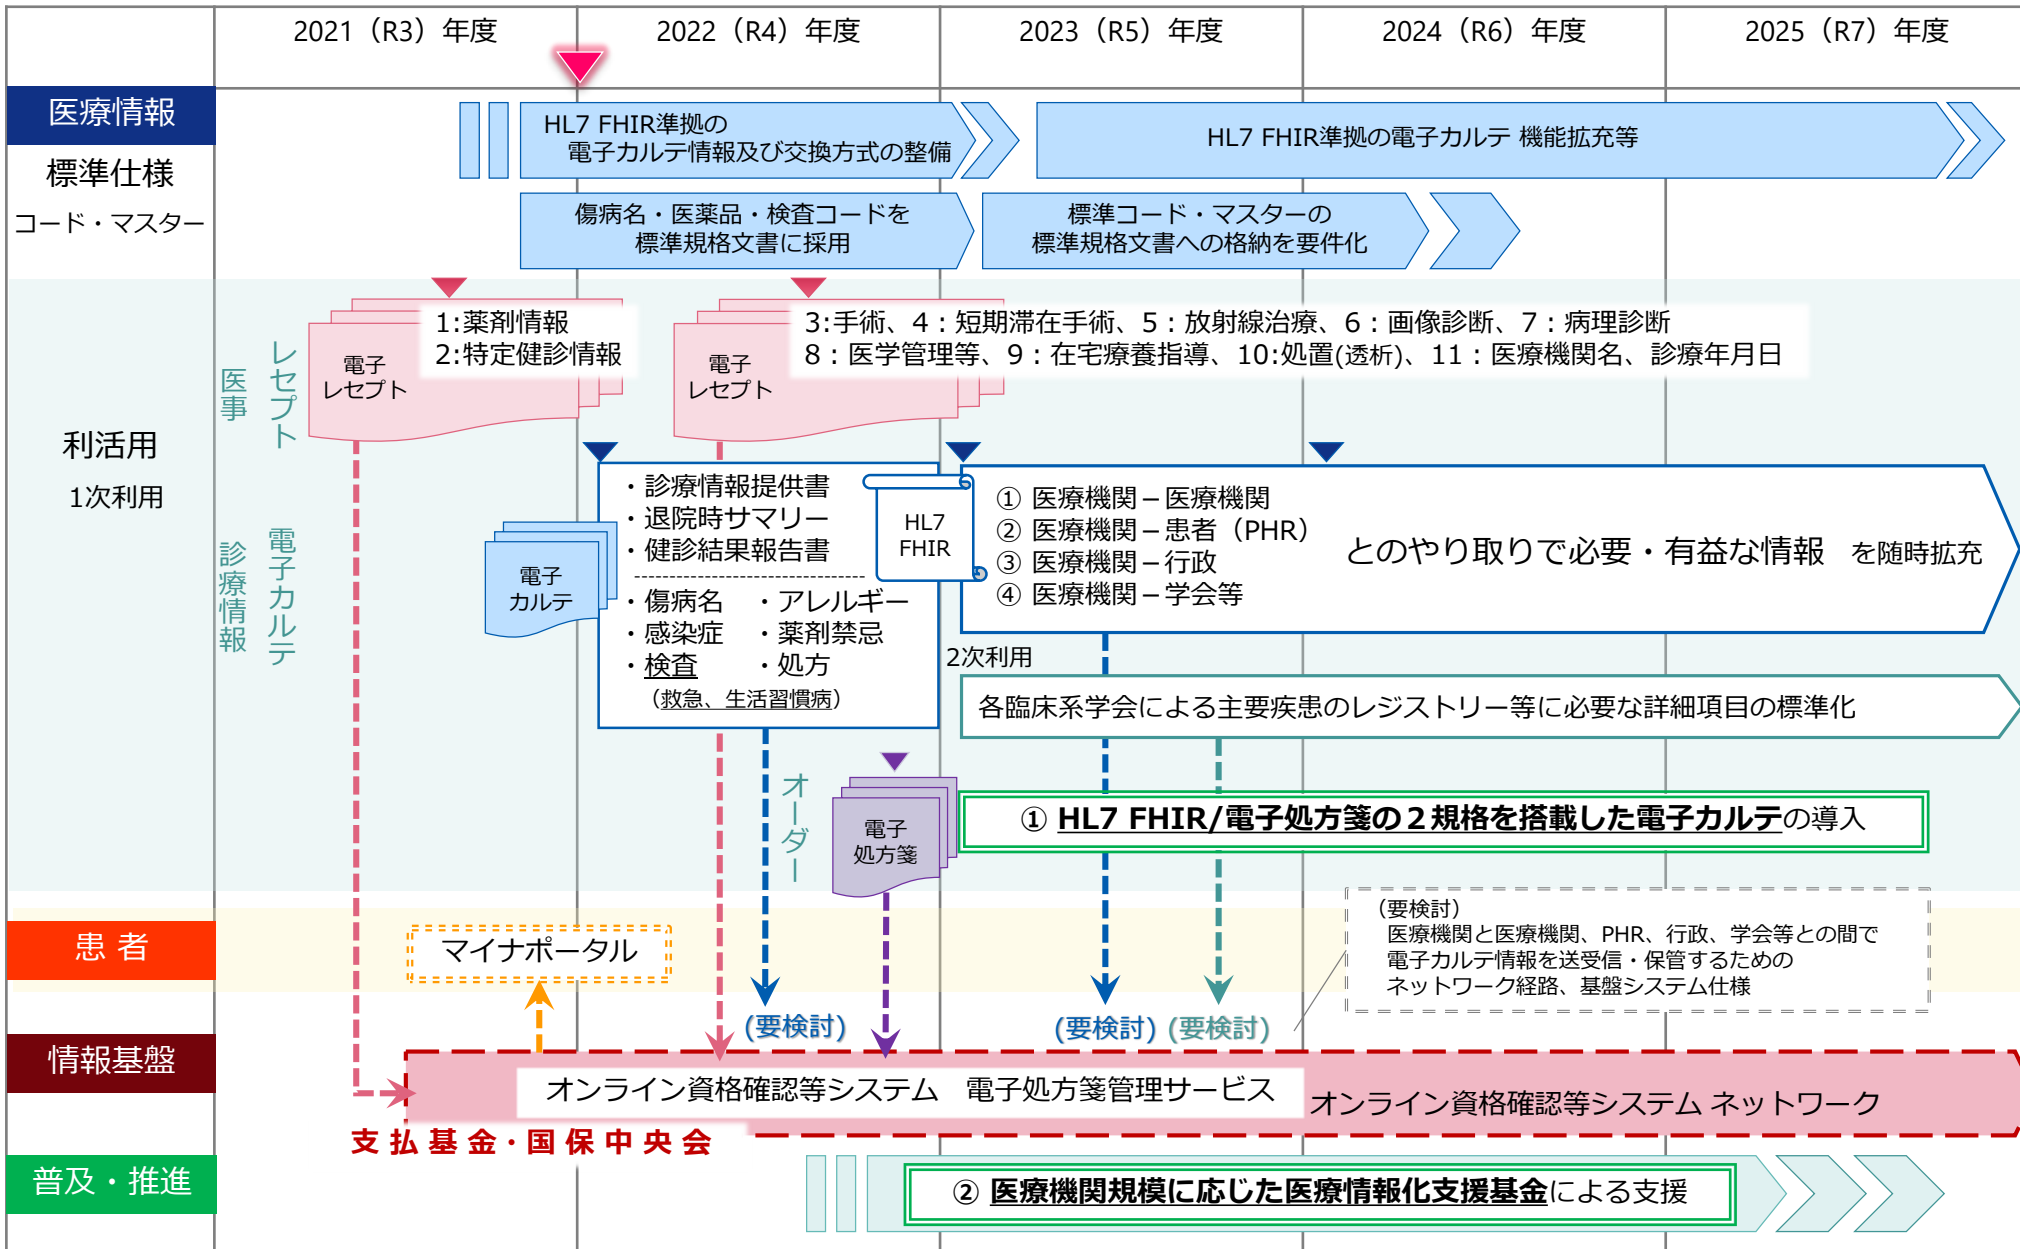 2021（R3）年度
2022（R4）年度
2023（R5）年度
2024（R6）年度
2025（R7）年度
医療情報
標準仕様
コード・マスター
HL7 FHIR準拠の
電子カルテ情報及び交換方式の整備
HL7 FHIR準拠の電子カルテ 機能拡充等
傷病名・医薬品・検査コードを
標準規格文書に採用
標準コード・マスターの
標準規格文書への格納を要件化
利活用
1次利用
医事
レセプト
電子
レセプト
1:薬剤情報
2:特定健診情報
電子
レセプト
3:手術、4：短期滞在手術、5：放射線治療、6：画像診断、7：病理診断
8：医学管理等、9：在宅療養指導、10:処置(透析)、11：医療機関名、診療年月日
診療情報
電子カルテ
電子
カルテ
・診療情報提供書
・退院時サマリー
・健診結果報告書
・傷病名　・アレルギー
・感染症　・薬剤禁忌
・検査　・処方
（救急、生活習慣病）
HL7
FHIR
① 医療機関－医療機関
② 医療機関－患者（PHR）
③ 医療機関－行政
④ 医療機関－学会等
とのやり取りで必要・有益な情報　を随時拡充
2次利用
各臨床系学会による主要疾患のレジストリー等に必要な詳細項目の標準化
オーダー
電子
処方箋
① HL7 FHIR/電子処方箋の２規格を搭載した電子カルテの導入
患 者
マイナポータル
（要検討）
医療機関と医療機関、PHR、行政、学会等との間で
電子カルテ情報を送受信・保管するための
ネットワーク経路、基盤システム仕様
(要検討)
(要検討)
(要検討)
情報基盤
オンライン資格確認等システム　電子処方箋管理サービス
オンライン資格確認等システム ネットワーク
支払基金･国保中央会
普及・推進
② 医療機関規模に応じた医療情報化支援基金による支援